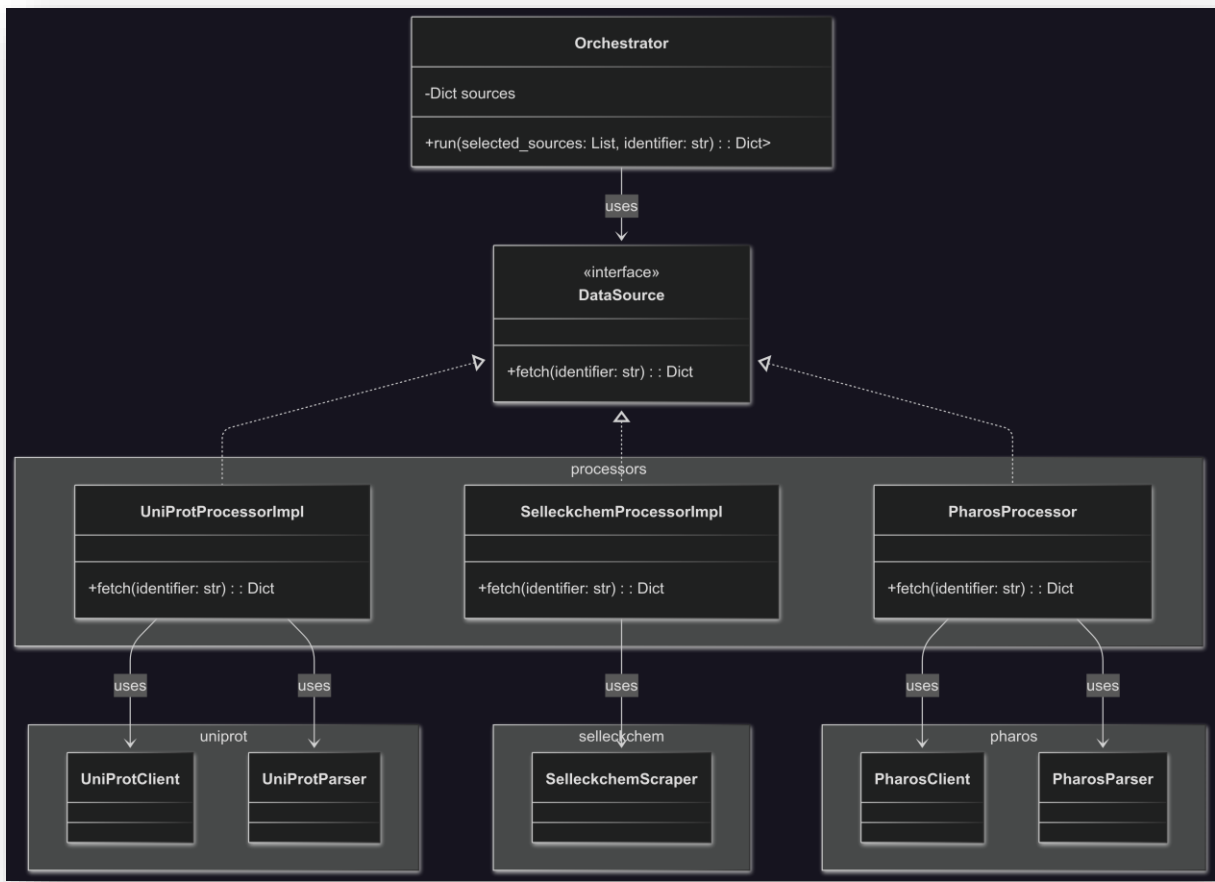 Orchestrator
-Dict sources
+run(selected_sources: List, identifier: str) : : Dict>
uses
«interface»
DataSource
+fetch(identifier: str) : : Dict
processors
UniProtProcessorImpl
SelleckchemProcessorImpl
PharosProcessor
+fetch(identifier: str) : : Dict
+fetch(identifier: str) : : Dict
+fetch(identifier: str) : : Dict
uses
uses
uses
uses
uses
uniprot
selleckchem
pharos
UniProtClient
UniProtParser
SelleckchemScraper
PharosClient
PharosParser